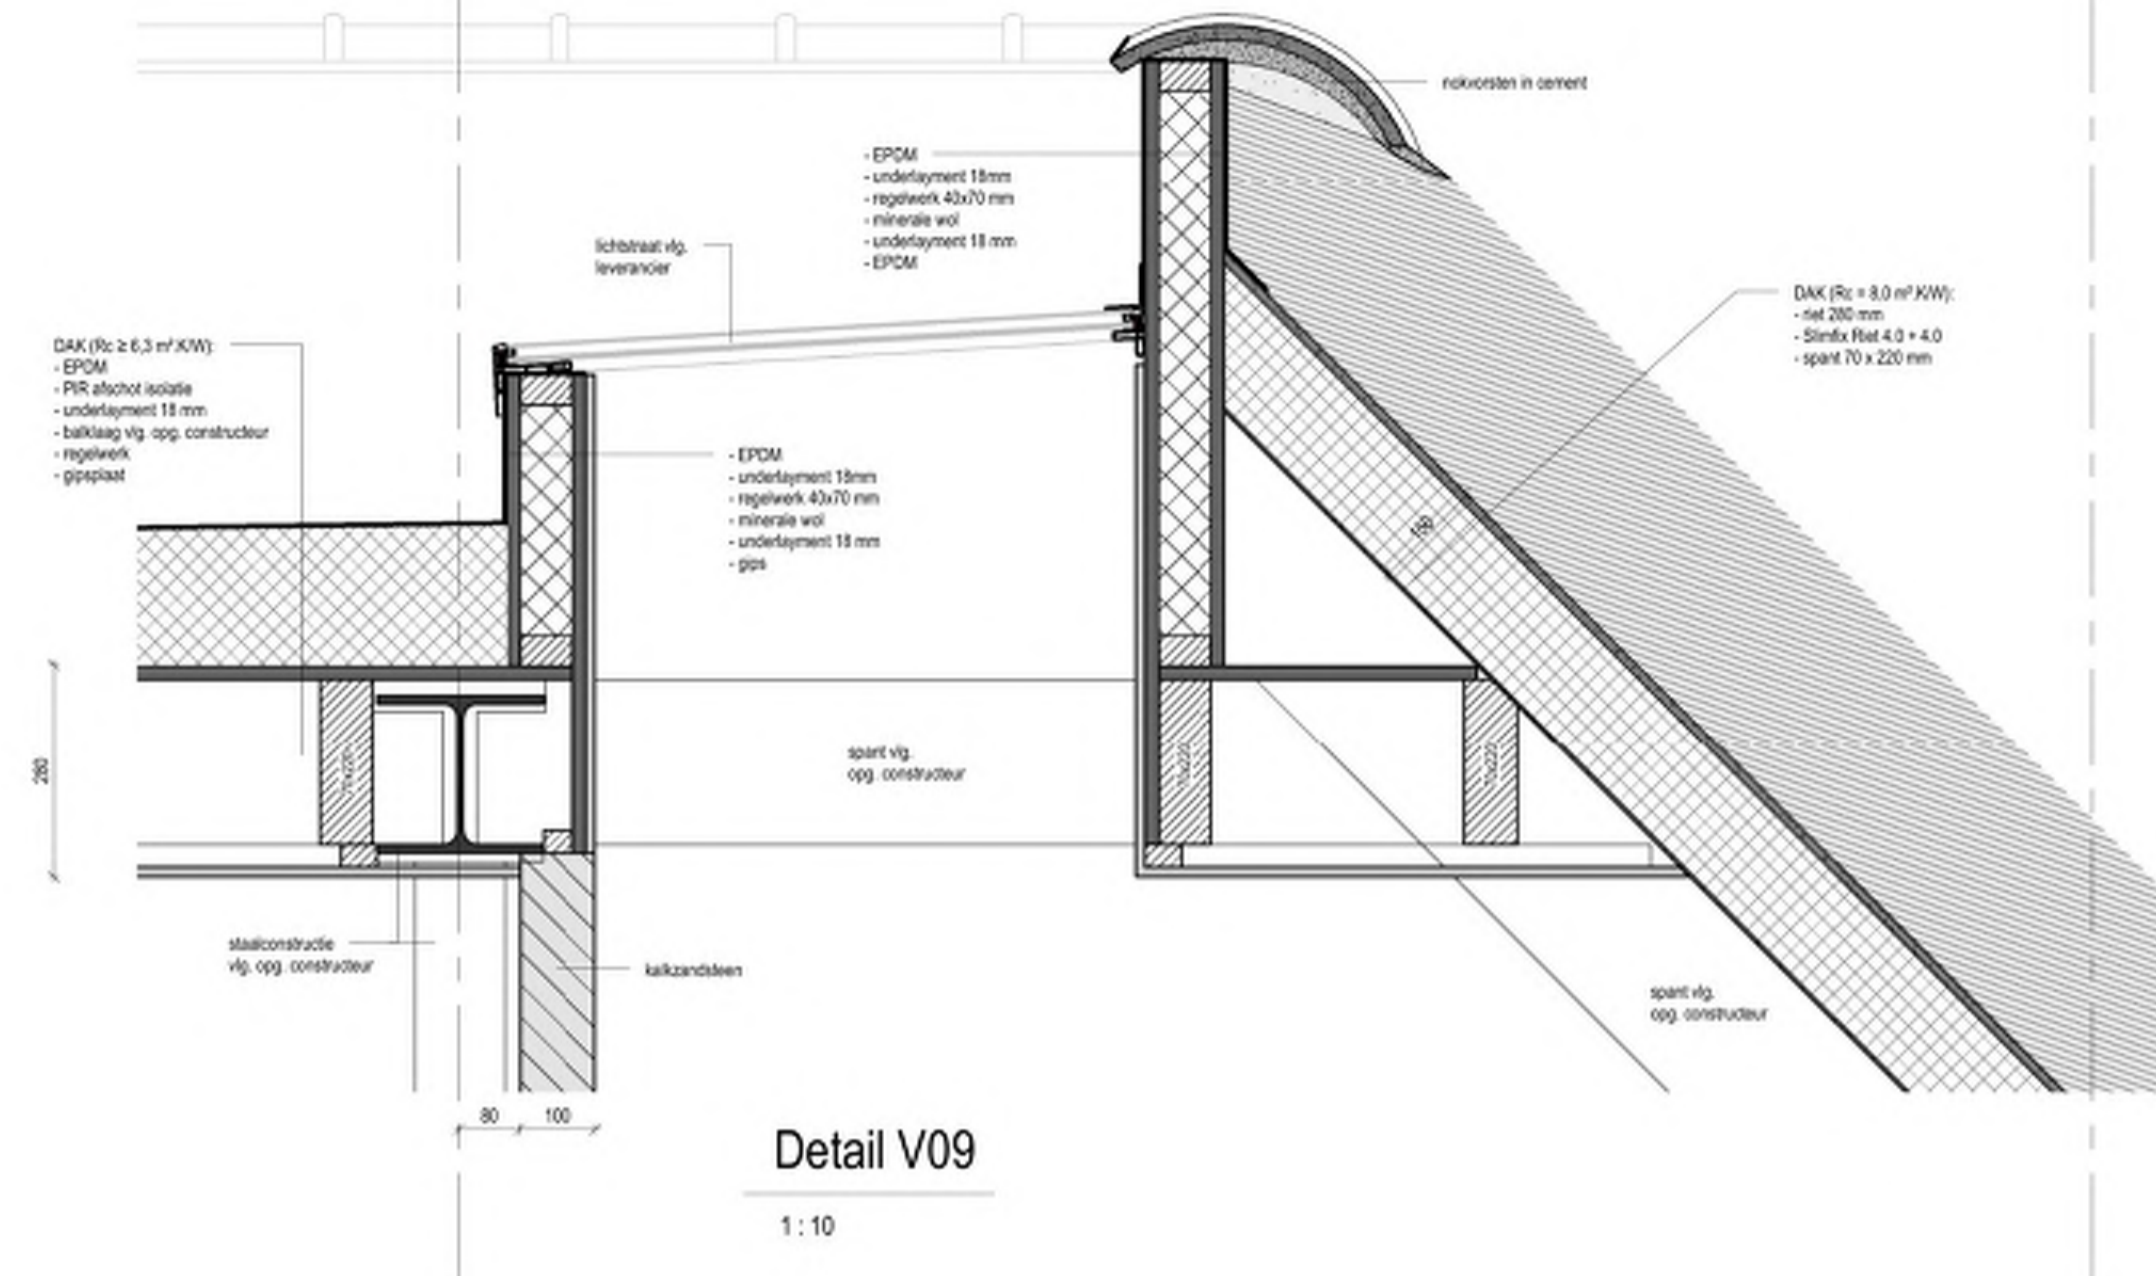 nokvorsten in cement
- EPDM
- underlayment 18mm
- regelwerk 40x70 mm
- minerale wol
- underlayment 18 mm
- EPDM
lichtstraat vlg.
leverancier
DAK (Rc = 8,0 m².K/W):
- riet 280 mm
- Slimfix Riet 4.0 + 4.0
- spant 70 x 220 mm
DAK (Rc ≥ 6,3 m².K/W):
- EPDM
- PIR afschot isolatie
- underlayment 18 mm
- balklaag vlg. opg. constructeur
- regelwerk
- gipsplaat
- EPDM
- underlayment 18mm
- regelwerk 40x70 mm
- minerale wol
- underlayment 18 mm
- gips
280
70x220
spant vlg.
opg. constructeur
70x220
70x220
staalconstructie
vlg. opg. constructeur
kalkzandsteen
spant vlg.
opg. constructeur
80
100
Detail V09
1 : 10